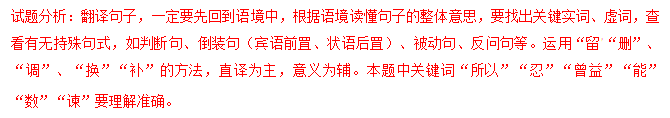 试题分析：翻译句子，一定要先回到语境中，根据语境读懂句子的整体意思，要找出关键实词、虚词，查
看有无持殊句式，如判断句、倒装句（宾语前置、状语后置）、被动句、反问句等。运用“留“删”、
“调”、“换”“补”的方法，直译为主，意义为辅。本题中关键词“所以”“忍”“曾益”“能”
“数”“谏”要理解准确。